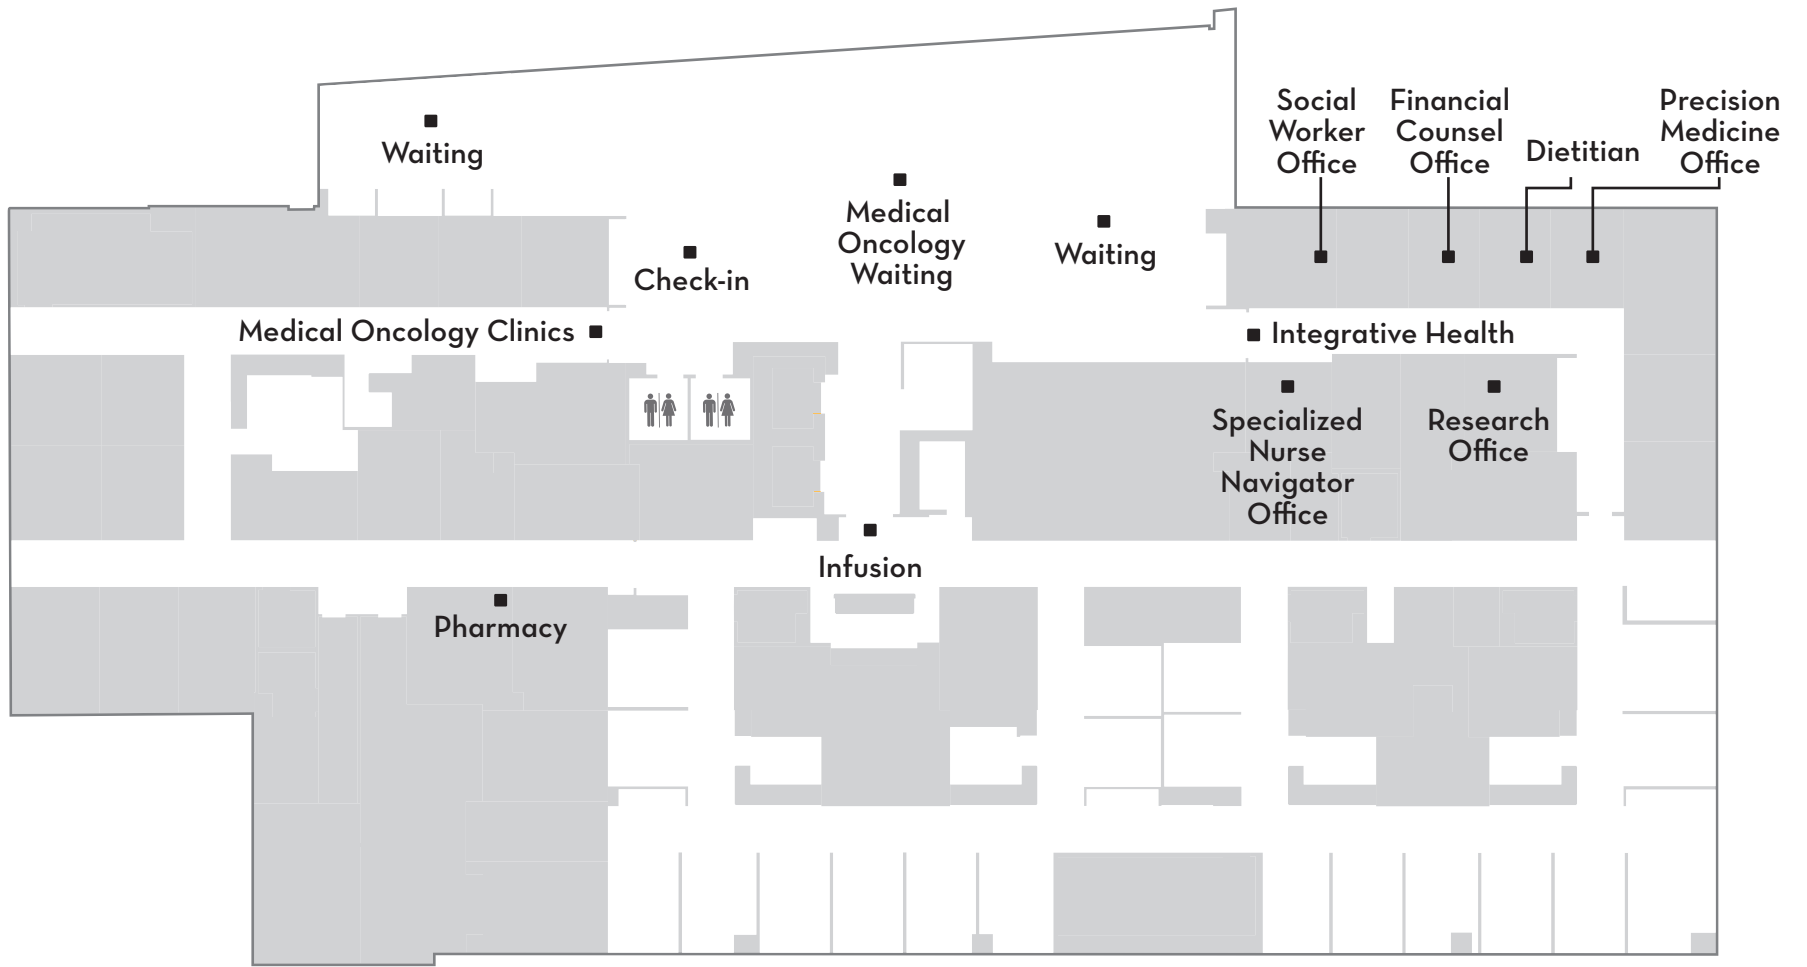 Social
Worker
Office
Financial
Counsel
Office
Dietitian
Precision
Medicine
Office
Waiting
Medical
Oncology
Waiting
Waiting
Check-in
Medical Oncology Clinics
Integrative Health
Specialized
Nurse
Navigator
Office
Research
Office
Infusion
Pharmacy